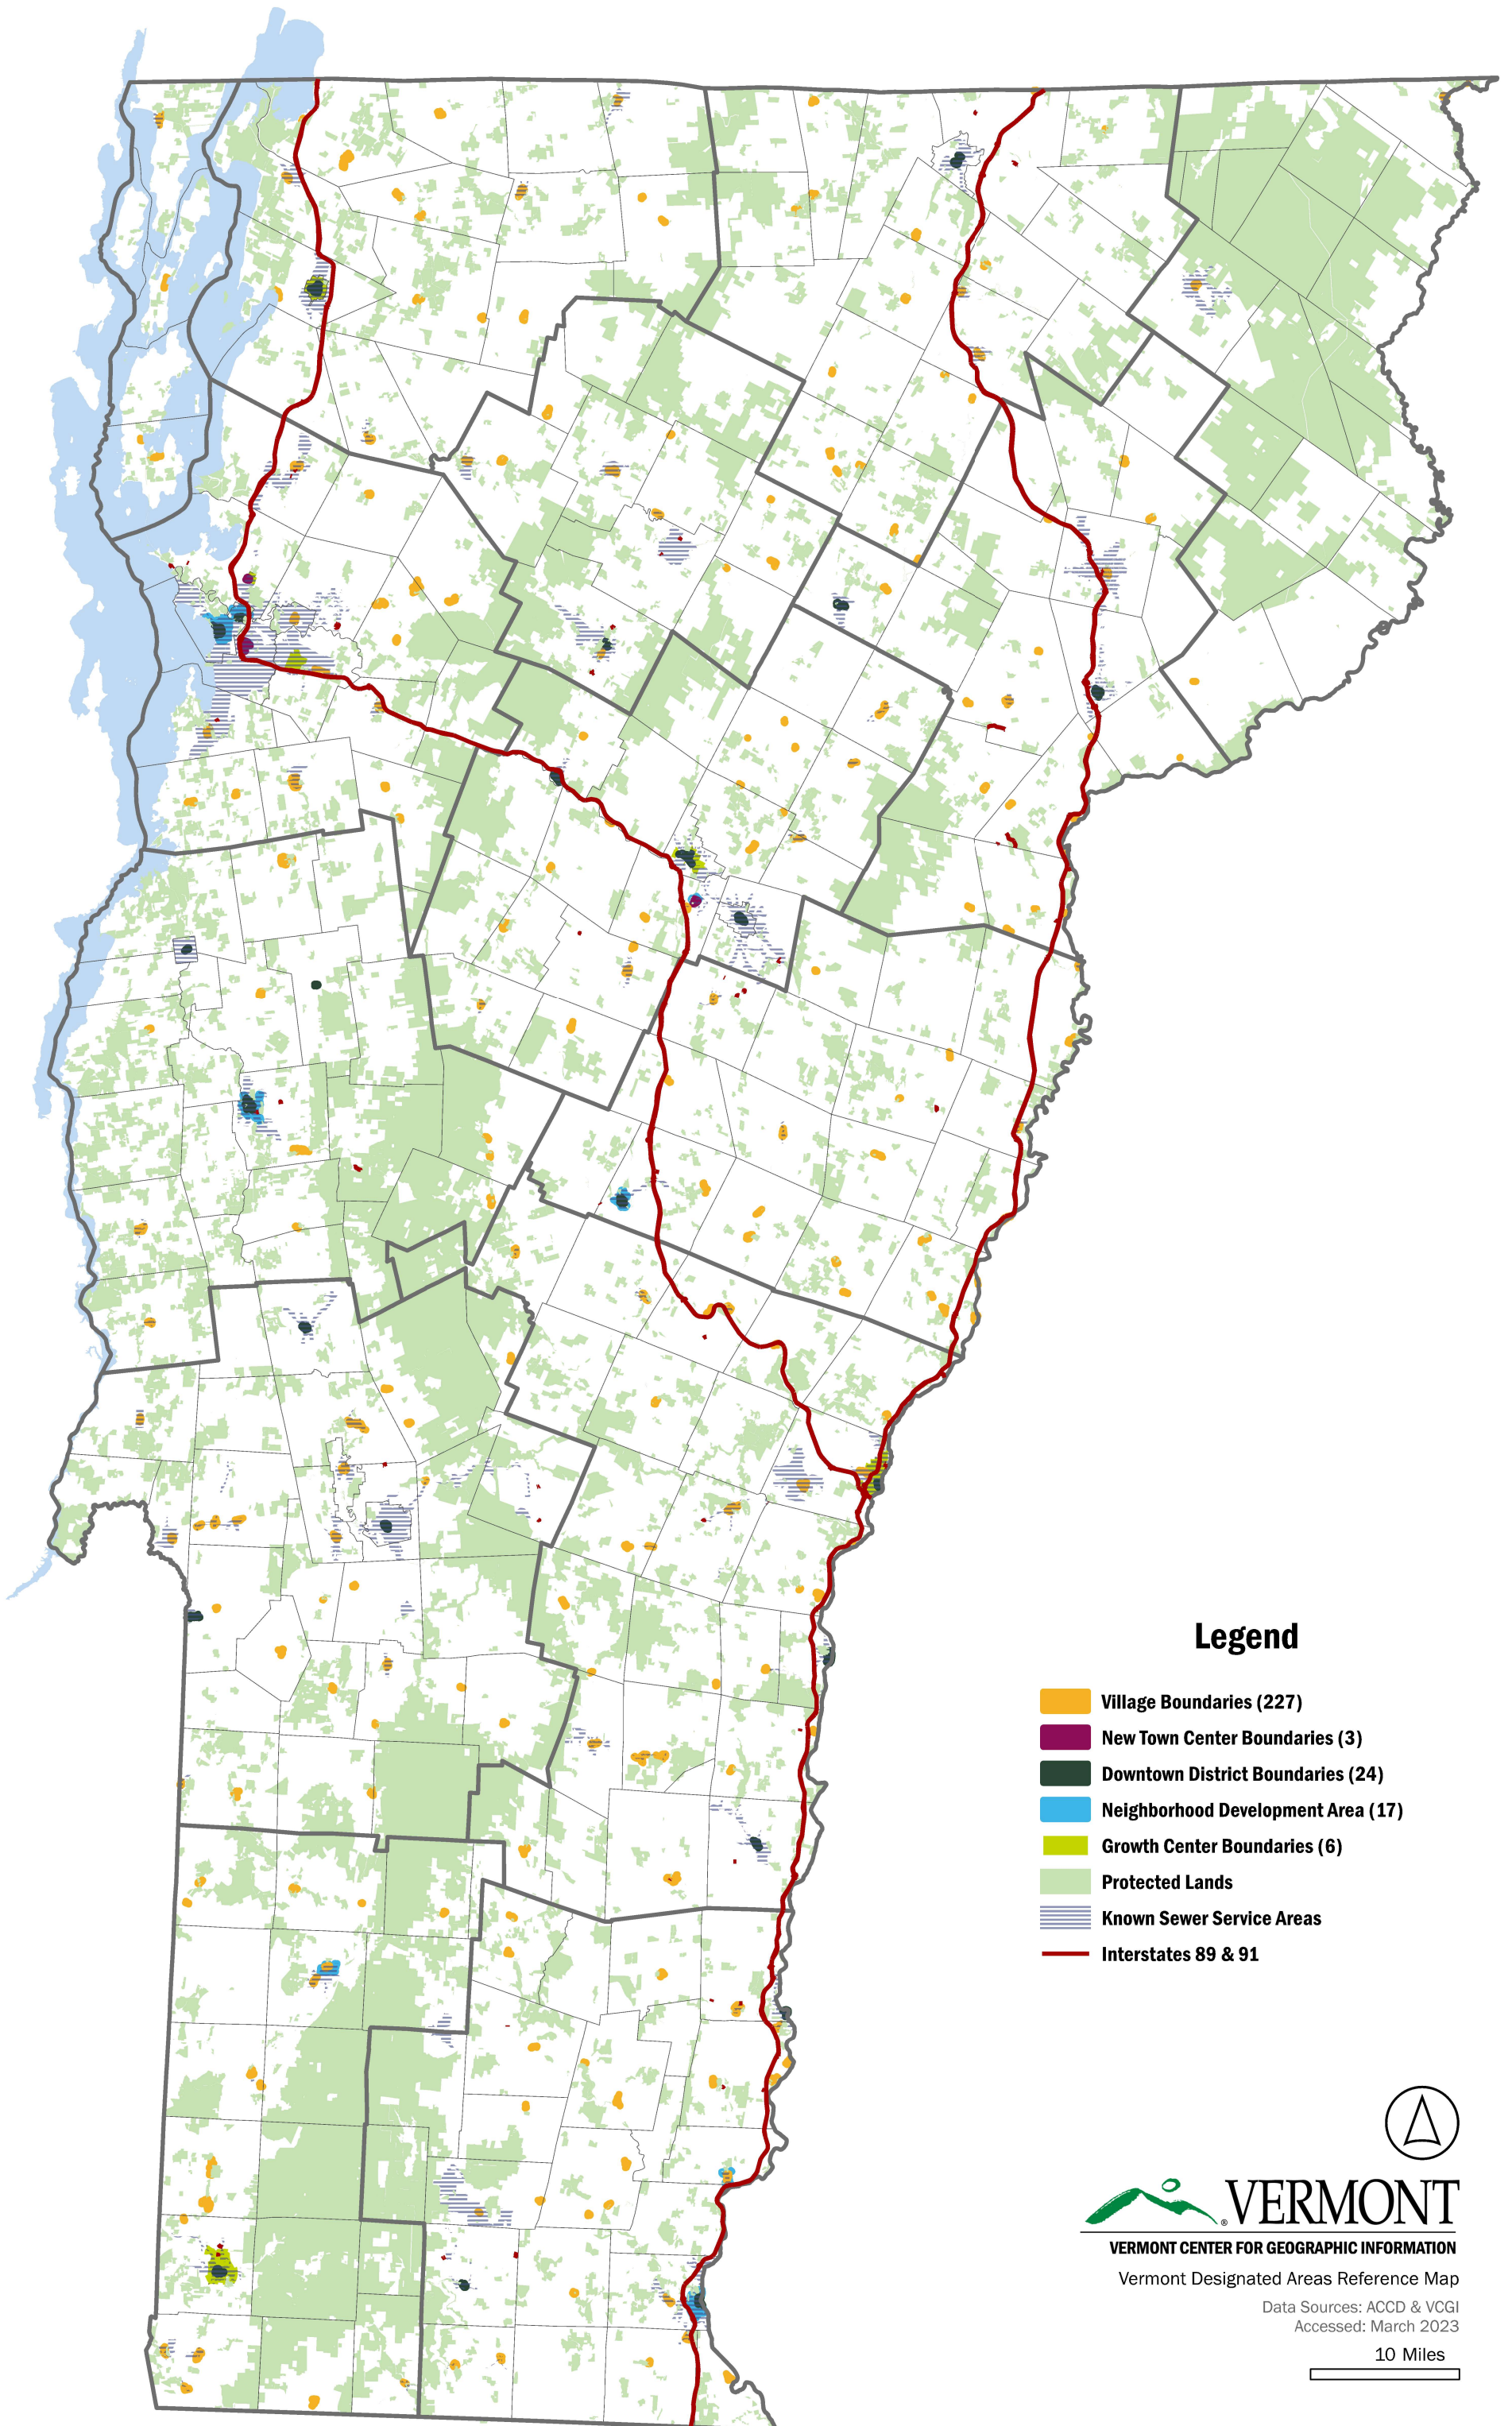 Legend
Village Boundaries (227)
New Town Center Boundaries (3)
Downtown District Boundaries (24)
Neighborhood Development Area (17)
Growth Center Boundaries (6)
Protected Lands
Known Sewer Service Areas
Interstates 89 & 91
® VERMONT
VERMONT CENTER FOR GEOGRAPHIC INFORMATION
Vermont Designated Areas Reference Map
Data Sources: ACCD & VCGI
Accessed: March 2023
10 Miles